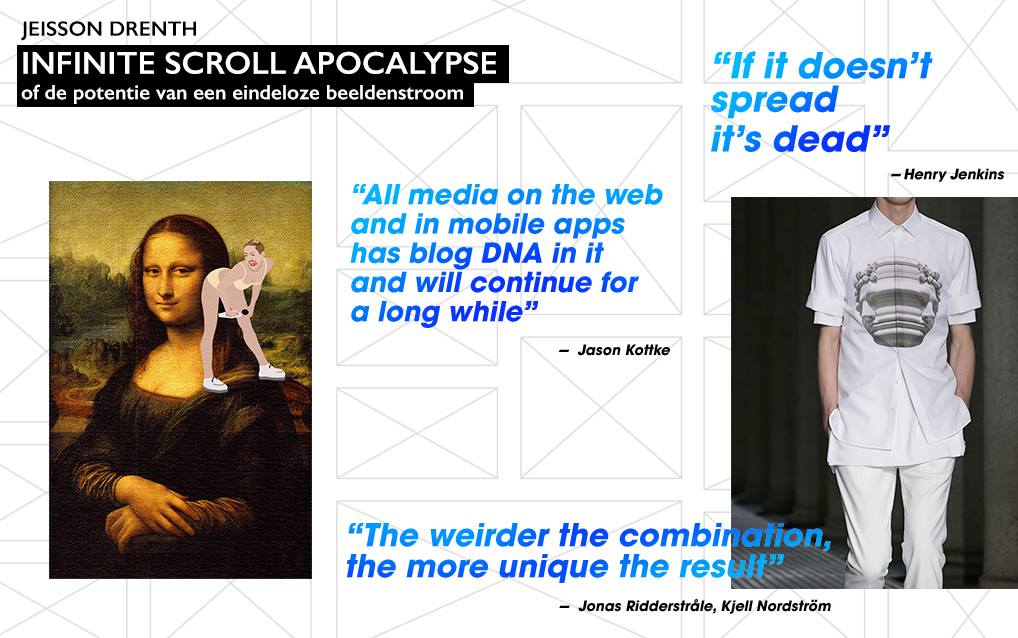 JEISSON DRENTH
INFINITE SCROLL APOCALYPSE
of de potentie van een eindeloze beeldenstroom
“If it doesn’t
spread
it’s dead”
— Henry Jenkins
“All media on the web
and in mobile apps
has blog DNA in it
and will continue for
a long while”
— Jason Kottke
“The weirder the combination,
the more unique the result”
— Jonas Ridderstråle, Kjell Nordström